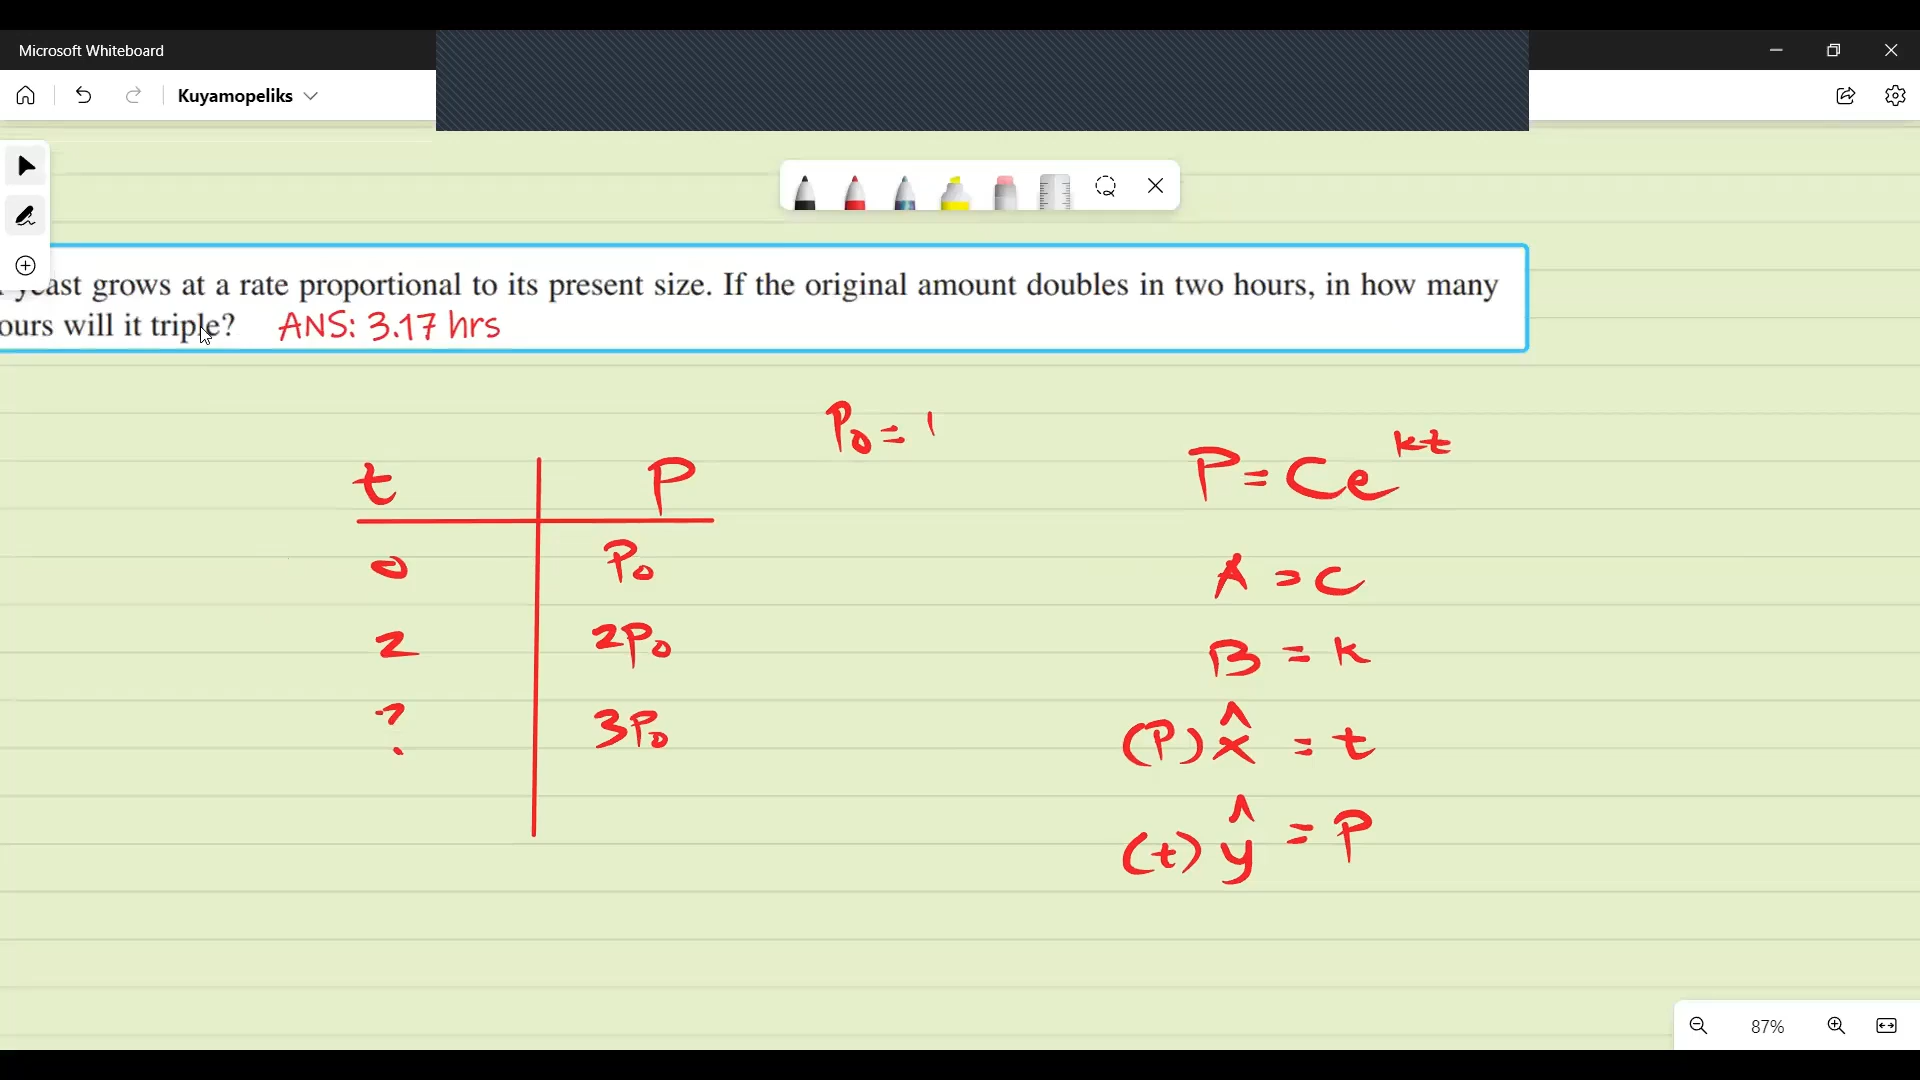 Microsoft Whiteboard
Kuyamopeliks
yeast grows at a rate proportional to its present size. If the original amount doubles in two hours, in how many
ours will it triple? ANS: 3.17 hrs
P₀ = 1
t P
0 P₀
2 2P₀
? 3P₀
P = Ce^kt
A = C
B = k
(P) x̂ = t
(t) ŷ = P
87%